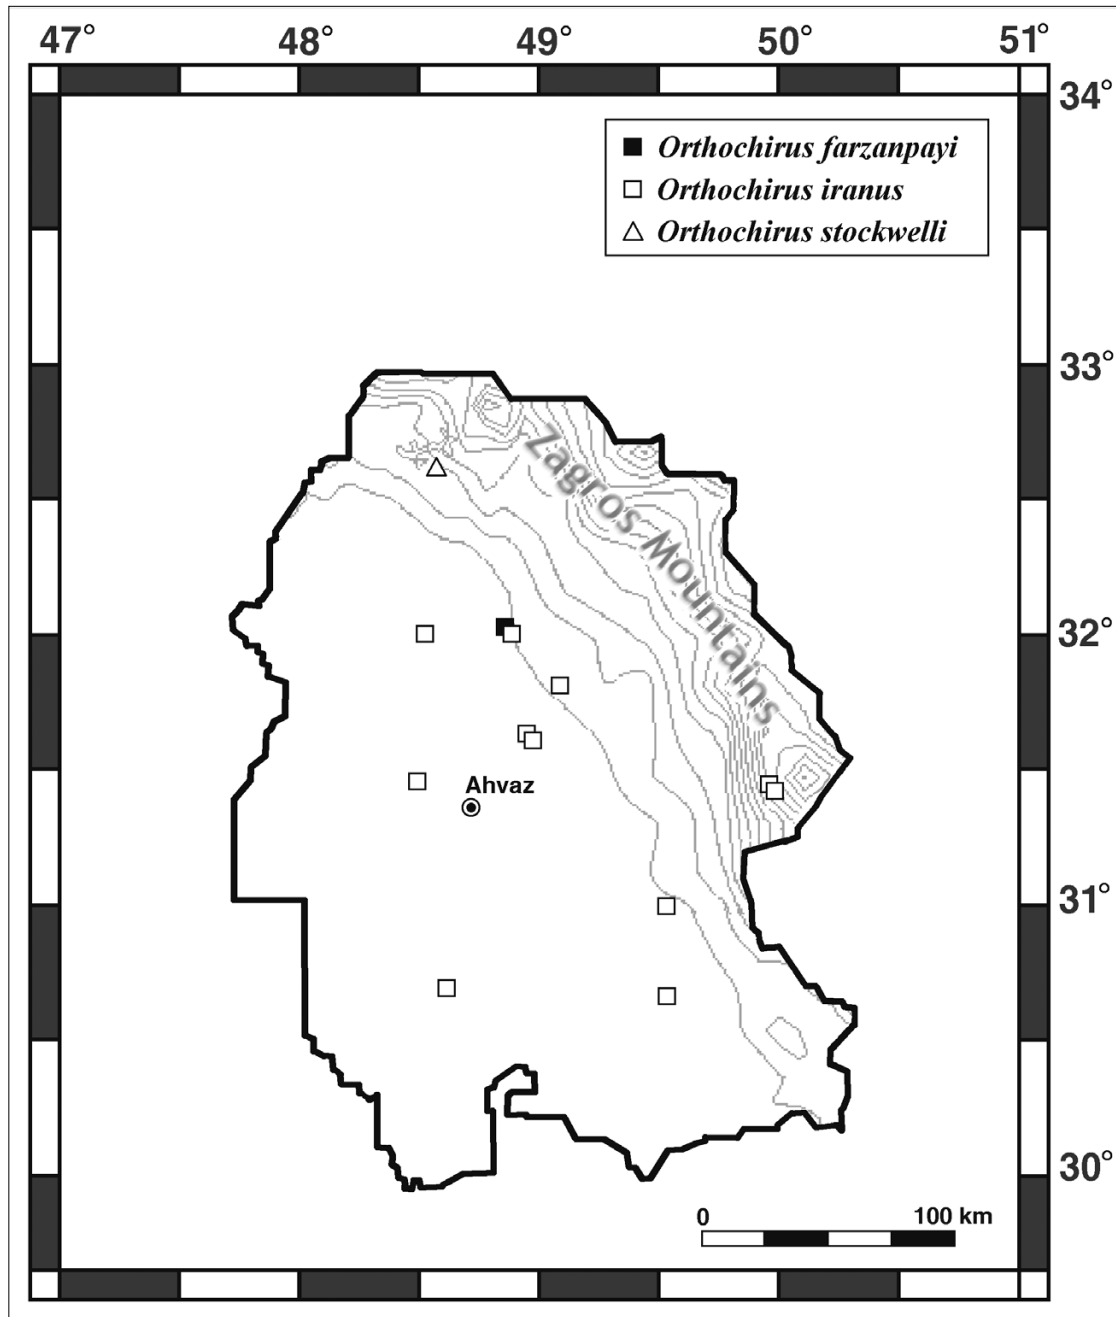 47° 48° 49° 50° 51°
34°
Orthochirus farzanpayi
Orthochirus iranus
Orthochirus stockwelli
33°
Zagros Mountains
32°
Ahvaz
31°
30°
0 100 km